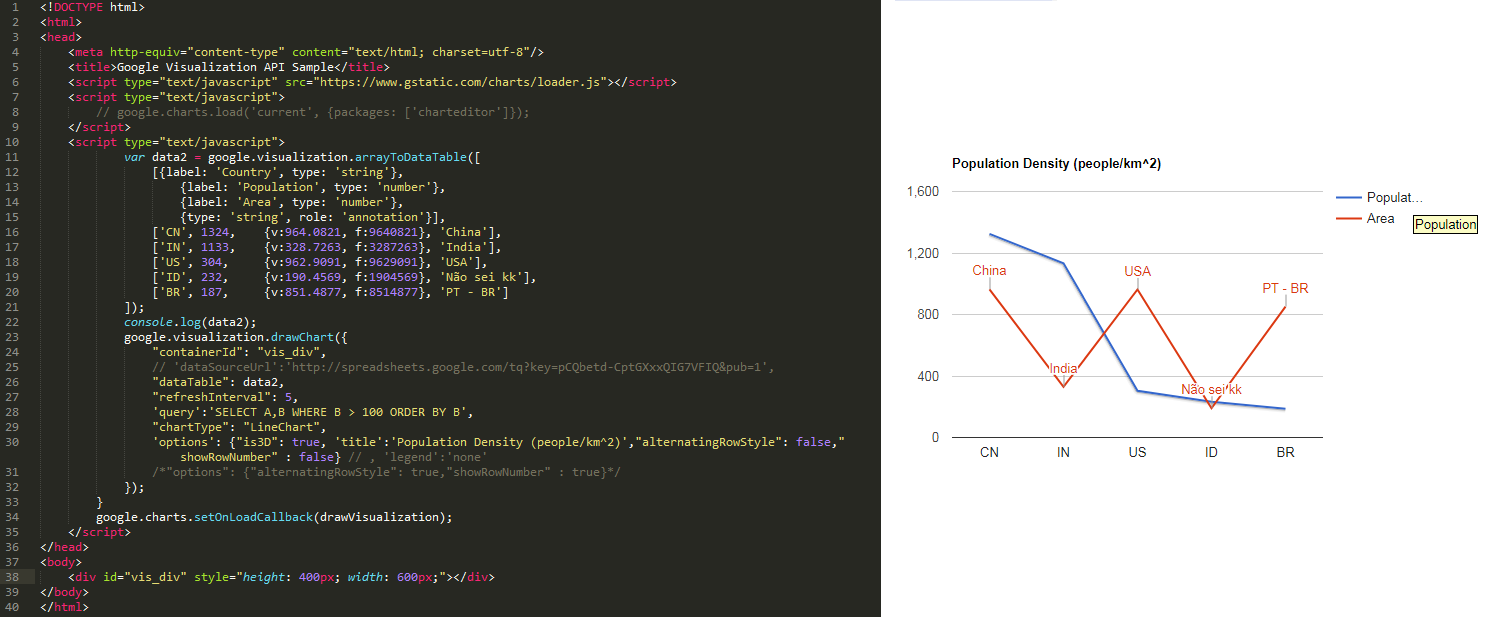 1 <!DOCTYPE html>
2 <html>
3 <head>
4 <meta http-equiv="content-type" content="text/html; charset=utf-8"/>
5 <title>Google Visualization API Sample</title>
6 <script type="text/javascript" src="https://www.gstatic.com/charts/loader.js"></script>
7 <script type="text/javascript">
8 // google.charts.load('current', {packages: ['charteditor']});
9 </script>
10 <script type="text/javascript">
11 var data2 = google.visualization.arrayToDataTable([
12 [{label: 'Country', type: 'string'},
13 {label: 'Population', type: 'number'},
14 {label: 'Area', type: 'number'},
15 {type: 'string', role: 'annotation'}],
16 ['CN', 1324, {v:964.0821, f:9640821}, 'China'],
17 ['IN', 1133, {v:328.7263, f:3287263}, 'India'],
18 ['US', 304, {v:962.9091, f:9629091}, 'USA'],
19 ['ID', 232, {v:190.4569, f:1904569}, 'Não sei kk'],
20 ['BR', 187, {v:851.4877, f:8514877}, 'PT - BR']
21 ]);
22 console.log(data2);
23 google.visualization.drawChart({
24 "containerId": "vis_div",
25 // 'dataSourceUrl':'http://spreadsheets.google.com/tq?key=pCQbetd-CptGXxxQIG7VFIQ&pub=1',
26 "dataTable": data2,
27 "refreshInterval": 5,
28 'query':'SELECT A,B WHERE B > 100 ORDER BY B',
29 "chartType": "LineChart",
30 'options': {"is3D": true, 'title':'Population Density (people/km^2)',"alternatingRowStyle": false,"
showRowNumber" : false} // , 'legend':'none'
31 /*"options": {"alternatingRowStyle": true,"showRowNumber" : true}*/
32 });
33 }
34 google.charts.setOnLoadCallback(drawVisualization);
35 </script>
36 </head>
37 <body>
38 <div id="vis_div" style="height: 400px; width: 600px;"></div>
39 </body>
40 </html>
Population Density (people/km^2)
1,600
1,200
800
400
0
China
India
USA
Não sei kk
PT - BR
CN IN US ID BR
Populat...
Area
Population